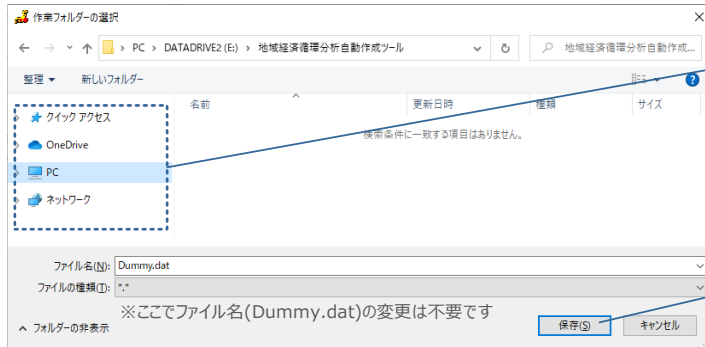 作業フォルダーの選択
PC > DATADRIVE2 (E:) > 地域経済循環分析自動作成ツール
地域経済循環分析自動作成...
整理 新しいフォルダー
名前 更新日時 種類 サイズ
検索条件に一致する項目はありません。
クイック アクセス
OneDrive
PC
ネットワーク
ファイル名(N): Dummy.dat
ファイルの種類(T): *.*
※ここでファイル名(Dummy.dat)の変更は不要です
フォルダーの非表示 保存(S) キャンセル